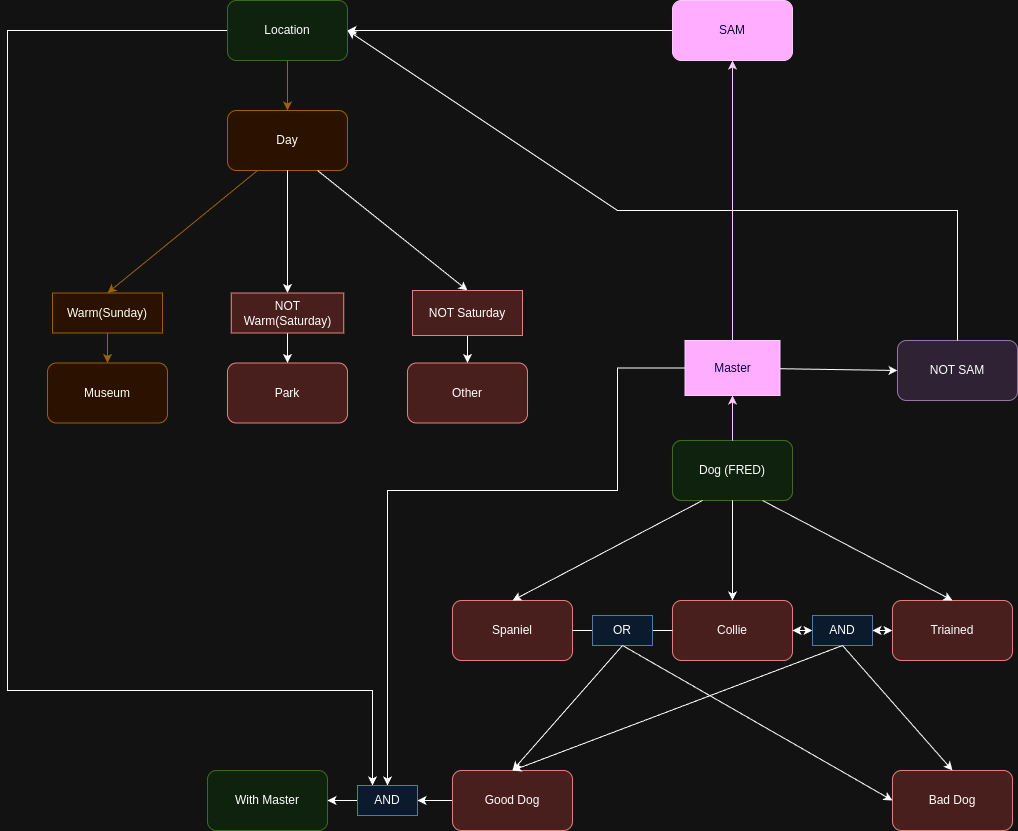 Location
SAM
Day
Warm(Sunday)
NOT
Warm(Saturday)
NOT Saturday
Museum
Park
Other
Master
NOT SAM
Dog (FRED)
Spaniel
OR
Collie
AND
Triained
With Master
AND
Good Dog
Bad Dog